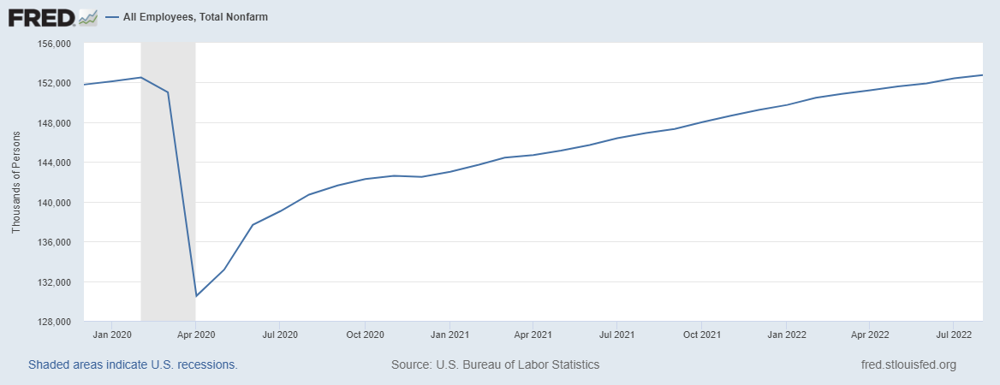 FRED
All Employees, Total Nonfarm
156,000
152,000
148,000
144,000
140,000
136,000
132,000
128,000
Thousands of Persons
Jan 2020 Apr 2020 Jul 2020 Oct 2020 Jan 2021 Apr 2021 Jul 2021 Oct 2021 Jan 2022 Apr 2022 Jul 2022
Shaded areas indicate U.S. recessions. Source: U.S. Bureau of Labor Statistics fred.stlouisfed.org